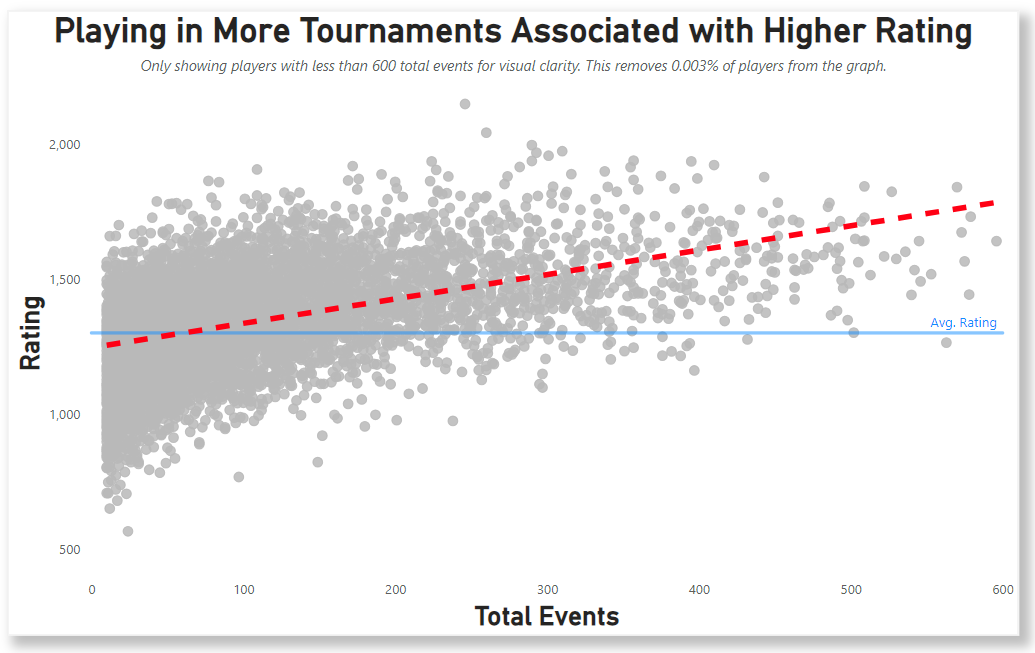 Playing in More Tournaments Associated with Higher Rating
Only showing players with less than 600 total events for visual clarity. This removes 0.003% of players from the graph.
2,000
1,500
Avg. Rating
Rating
1,000
500
0 100 200 300 400 500 600
Total Events